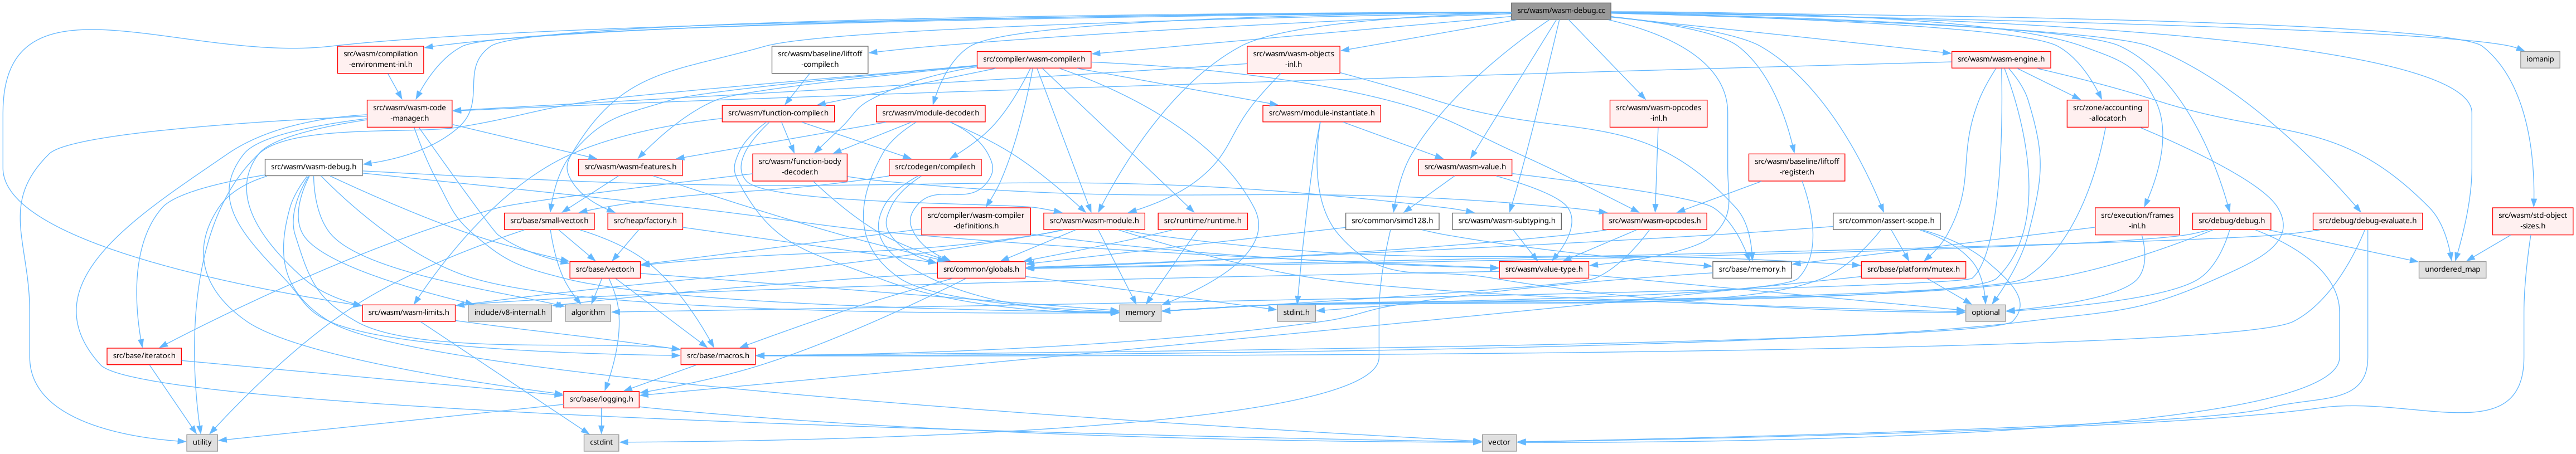 src/wasm/wasm-debug.cc
src/wasm/compilation
-environment-inl.h
src/wasm/baseline/liftoff
-compiler.h
src/compiler/wasm-compiler.h
src/wasm/wasm-objects
-inl.h
src/wasm/wasm-engine.h
iomanip
src/wasm/wasm-code
-manager.h
src/wasm/function-compiler.h
src/wasm/module-decoder.h
src/wasm/module-instantiate.h
src/wasm/wasm-opcodes
-inl.h
src/zone/accounting
-allocator.h
src/wasm/wasm-debug.h
src/wasm/wasm-features.h
src/wasm/function-body
-decoder.h
src/codegen/compiler.h
src/wasm/wasm-value.h
src/wasm/baseline/liftoff
-register.h
src/base/small-vector.h
src/heap/factory.h
src/compiler/wasm-compiler
-definitions.h
src/wasm/wasm-module.h
src/runtime/runtime.h
src/common/simd128.h
src/wasm/wasm-subtyping.h
src/wasm/wasm-opcodes.h
src/common/assert-scope.h
src/execution/frames
-inl.h
src/debug/debug.h
src/debug/debug-evaluate.h
src/wasm/std-object
-sizes.h
src/base/vector.h
src/common/globals.h
src/wasm/value-type.h
src/base/memory.h
src/base/platform/mutex.h
unordered_map
src/wasm/wasm-limits.h
include/v8-internal.h
algorithm
memory
stdint.h
optional
src/base/iterator.h
src/base/macros.h
src/base/logging.h
utility
cstdint
vector